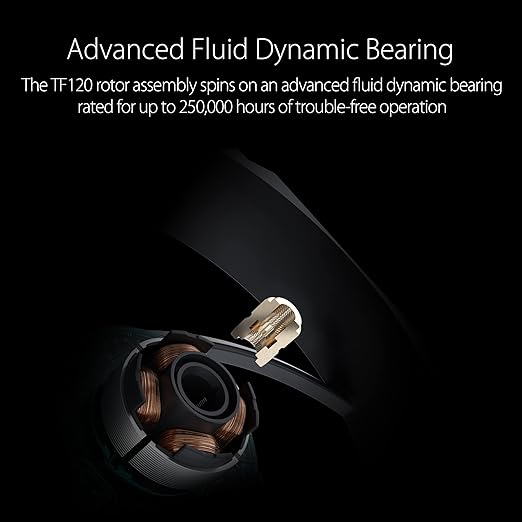 Advanced Fluid Dynamic Bearing
The TF120 rotor assembly spins on an advanced fluid dynamic bearing
rated for up to 250,000 hours of trouble-free operation